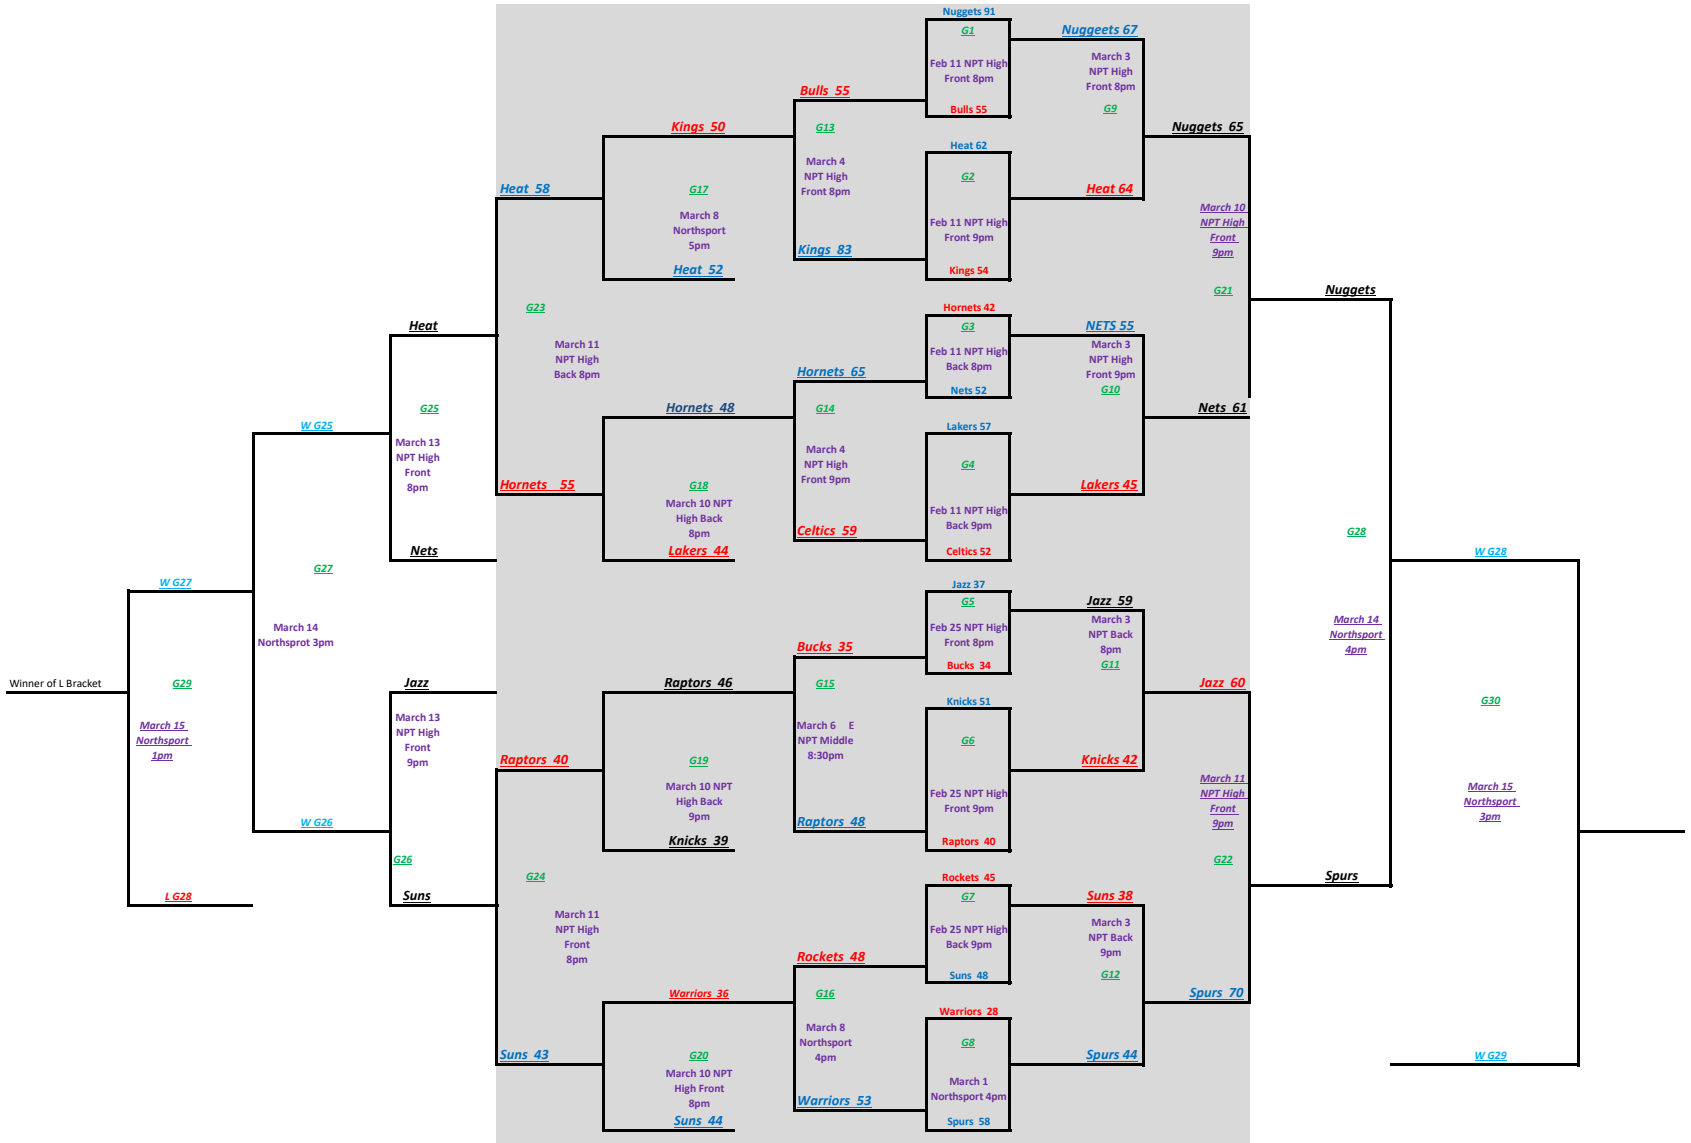 Nuggets 91
G1
Feb 11 NPT High
Front 8pm
Bulls 55
Nuggeets 67
March 3
NPT High
Front 8pm
G9
Bulls  55
G13
March 4
NPT High
Front 8pm
Kings  83
Kings  50
G17
March 8
Northsport
5pm
Heat  52
Heat 62
G2
Feb 11 NPT High
Front 9pm
Kings 54
Heat 64
Nuggets  65
March 10
NPT High
Front
9pm
G21
Heat  58
G23
March 11
NPT High
Back 8pm
Hornets    55
Nuggets
Heat
G25
March 13
NPT High
Front
8pm
Nets
Hornets 42
G3
Feb 11 NPT High
Back 8pm
Nets 52
NETS 55
March 3
NPT High
Front 9pm
G10
Hornets  65
G14
March 4
NPT High
Front 9pm
Celtics  59
Hornets  48
G18
March 10 NPT
High Back
8pm
Lakers  44
Nets  61
Lakers 57
G4
Feb 11 NPT High
Back 9pm
Celtics 52
Lakers 45
W G25
G27
March 14
Northsprot 3pm
W G26
G28
March 14
Northsport
4pm
W G28
W G27
Winner of L Bracket
G29
March 15
Northsport
1pm
L G28
Jazz 37
G5
Feb 25 NPT High
Front 8pm
Bucks  34
Jazz  59
March 3
NPT Back
8pm
G11
Bucks  35
G15
March 6    E
NPT Middle
8:30pm
Raptors  48
Raptors  46
G19
March 10 NPT
High Back
9pm
Knicks  39
Jazz
March 13
NPT High
Front
9pm
G26
Suns
Knicks 51
G6
Feb 25 NPT High
Front 9pm
Raptors  40
Knicks 42
Jazz  60
March 11
NPT High
Front
9pm
G22
Raptors  40
G24
March 11
NPT High
Front
8pm
Suns  43
G30
March 15
Northsport
3pm
Spurs
Rockets  45
G7
Feb 25 NPT High
Back 9pm
Suns  48
Suns 38
March 3
NPT Back
9pm
G12
Rockets  48
G16
March 8
Northsport
4pm
Warriors  53
Warriors  36
G20
March 10 NPT
High Front
8pm
Suns  44
Spurs  70
Warriors  28
G8
March 1
Northsport 4pm
Spurs  58
Spurs 44
W G29